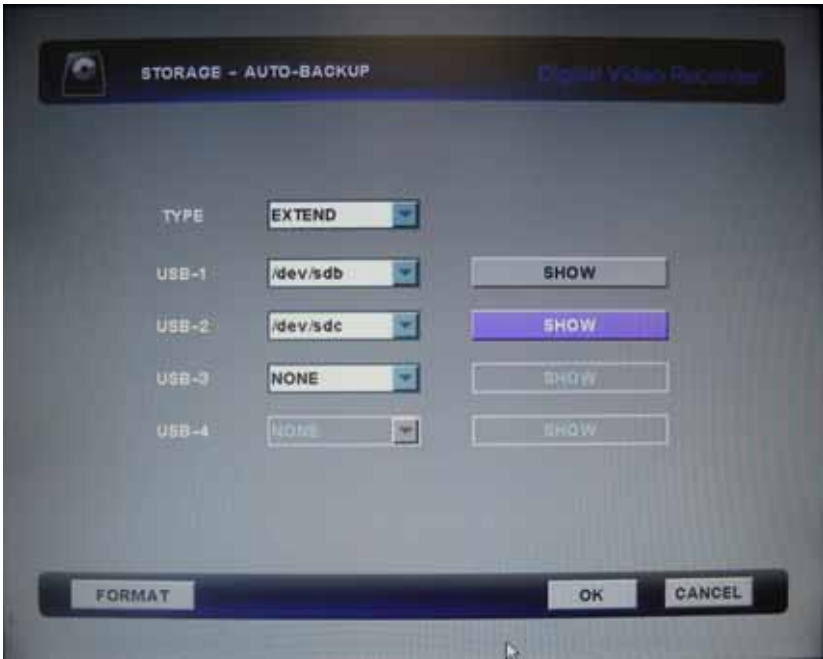 STORAGE - AUTO-BACKUP Digital Video Recorder
TYPE EXTEND
USB-1 /dev/sdb SHOW
USB-2 /dev/sdc SHOW
USB-3 NONE SHOW
USB-4 NONE SHOW
FORMAT OK CANCEL